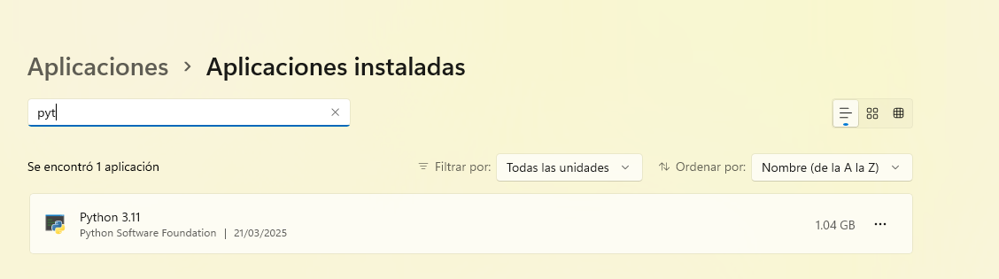 Aplicaciones > Aplicaciones instaladas
pyt
Se encontró 1 aplicación Filtrar por: Todas las unidades Ordenar por: Nombre (de la A la Z)
Python 3.11
Python Software Foundation | 21/03/2025 1.04 GB